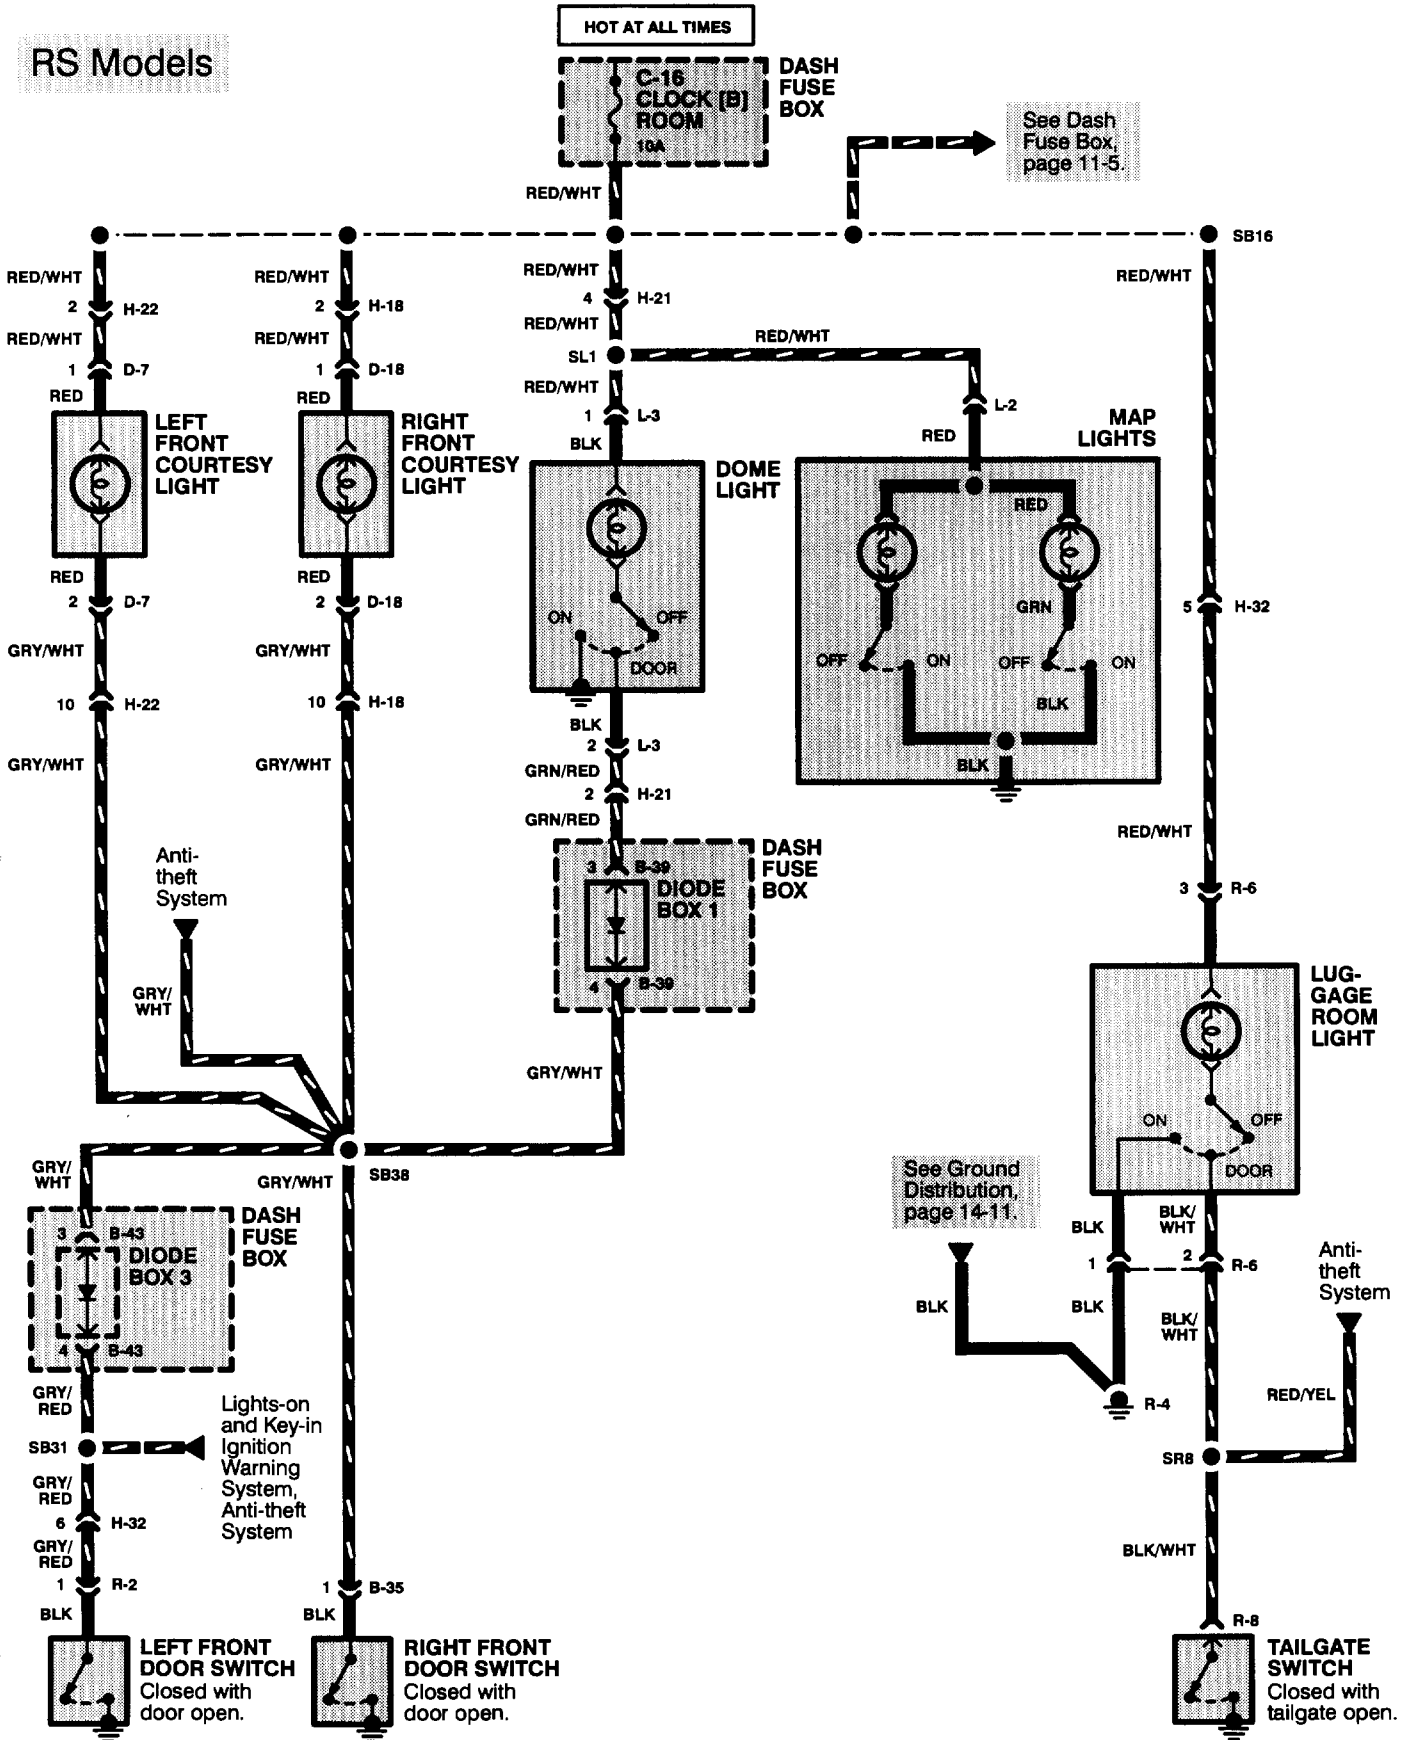 HOT AT ALL TIMES
RS Models
C-16
CLOCK [B]
ROOM
10A
DASH
FUSE
BOX
See Dash
Fuse Box,
page 11-5.
RED/WHT
SB16
RED/WHT
RED/WHT
RED/WHT
RED/WHT
2
H-22
2
H-18
4
H-21
RED/WHT
RED/WHT
RED/WHT
RED/WHT
SL1
1
D-7
1
D-18
RED/WHT
RED
RED
1
L-3
L-2
BLK
RED
LEFT
FRONT
COURTESY
LIGHT
RIGHT
FRONT
COURTESY
LIGHT
DOME
LIGHT
MAP
LIGHTS
RED
RED
RED
2
D-7
2
D-18
ON
OFF
DOOR
GRN
OFF
ON
OFF
ON
BLK
BLK
5
H-32
GRY/WHT
GRY/WHT
10
H-22
10
H-18
BLK
2
L-3
GRY/WHT
GRY/WHT
GRN/RED
2
H-21
GRN/RED
RED/WHT
Anti-
theft
System
3
B-39
DIODE
BOX 1
4
B-39
DASH
FUSE
BOX
3
R-6
GRY/
WHT
LUG-
GAGE
ROOM
LIGHT
GRY/WHT
ON
OFF
DOOR
GRY/
WHT
GRY/WHT
SB38
See Ground
Distribution,
page 14-11.
BLK
BLK/
WHT
3
B-43
DIODE
BOX 3
4
B-43
DASH
FUSE
BOX
1
2
R-6
Anti-
theft
System
BLK
BLK
BLK/
WHT
GRY/
RED
Lights-on
and Key-in
Ignition
Warning
System,
Anti-theft
System
R-4
RED/YEL
SB31
SR8
GRY/
RED
6
H-32
GRY/
RED
BLK/WHT
1
R-2
1
B-35
BLK
BLK
R-8
LEFT FRONT
DOOR SWITCH
Closed with
door open.
RIGHT FRONT
DOOR SWITCH
Closed with
door open.
TAILGATE
SWITCH
Closed with
tailgate open.